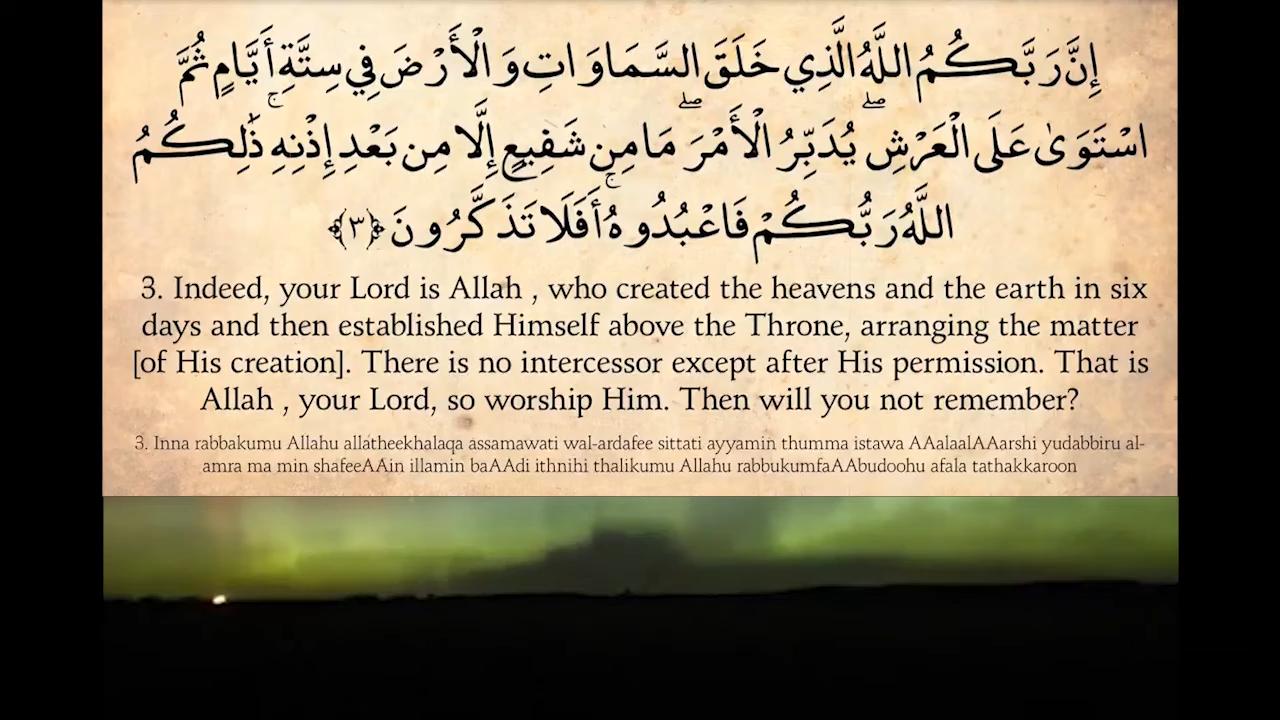 إِنَّ رَبَّكُمُ اللَّهُ الَّذِي خَلَقَ السَّمَاوَاتِ وَالْأَرْضَ فِي سِتَّةِ أَيَّامٍ ثُمَّ
اسْتَوَىٰ عَلَى الْعَرْشِ ۖ يُدَبِّرُ الْأَمْرَ ۖ مَا مِن شَفِيعٍ إِلَّا مِن بَعْدِ إِذْنِهِ ۚ ذَٰلِكُمُ
اللَّهُ رَبُّكُمْ فَاعْبُدُوهُ ۚ أَفَلَا تَذَكَّرُونَ ﴿٣﴾
3. Indeed, your Lord is Allah , who created the heavens and the earth in six
days and then established Himself above the Throne, arranging the matter
[of His creation]. There is no intercessor except after His permission. That is
Allah , your Lord, so worship Him. Then will you not remember?
3. Inna rabbakumu Allahu allatheekhalaqa assamawati wal-ardafee sittati ayyamin thumma istawa AAalaalAAarshi yudabbiru al-
amra ma min shafeeAAin illamin baAAdi ithnihi thalikumu Allahu rabbukumfaAAbudoohu afala tathakkaroon